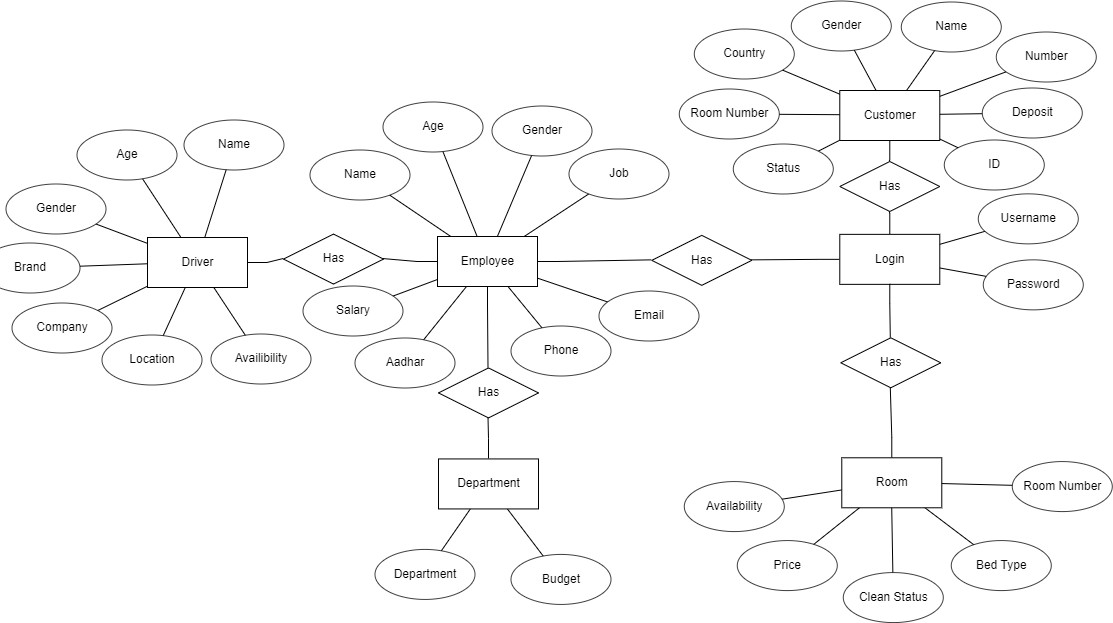 Gender
Name
Country
Number
Room Number
Customer
Deposit
Status
ID
Has
Username
Login
Password
Has
Age
Name
Gender
Brand
Driver
Company
Location
Availibility
Has
Age
Gender
Name
Job
Employee
Has
Salary
Email
Aadhar
Phone
Has
Department
Department
Budget
Room
Room Number
Availability
Price
Bed Type
Clean Status